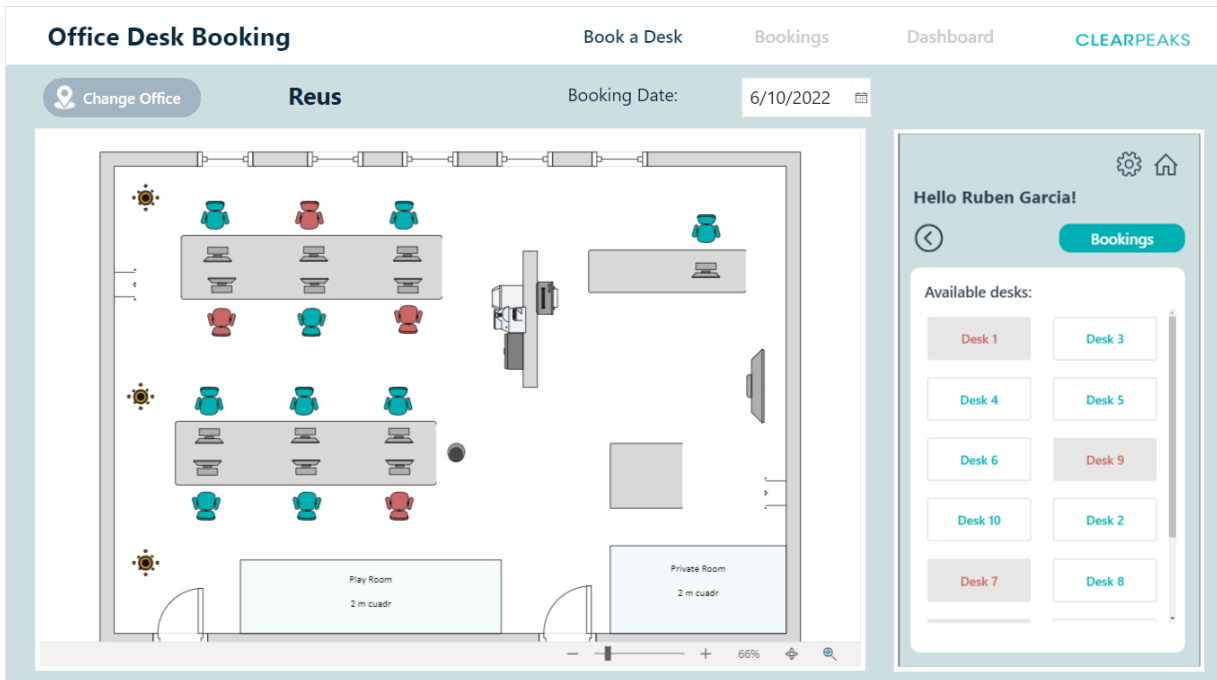 Office Desk Booking
Book a Desk
Bookings
Dashboard
CLEARPEAKS
Change Office
Reus
Booking Date:
6/10/2022
Hello Ruben Garcia!
Bookings
Available desks:
Desk 1
Desk 3
Desk 4
Desk 5
Desk 6
Desk 9
Desk 10
Desk 2
Desk 7
Desk 8
Play Room
2 m cuadr
Private Room
2 m cuadr
66%